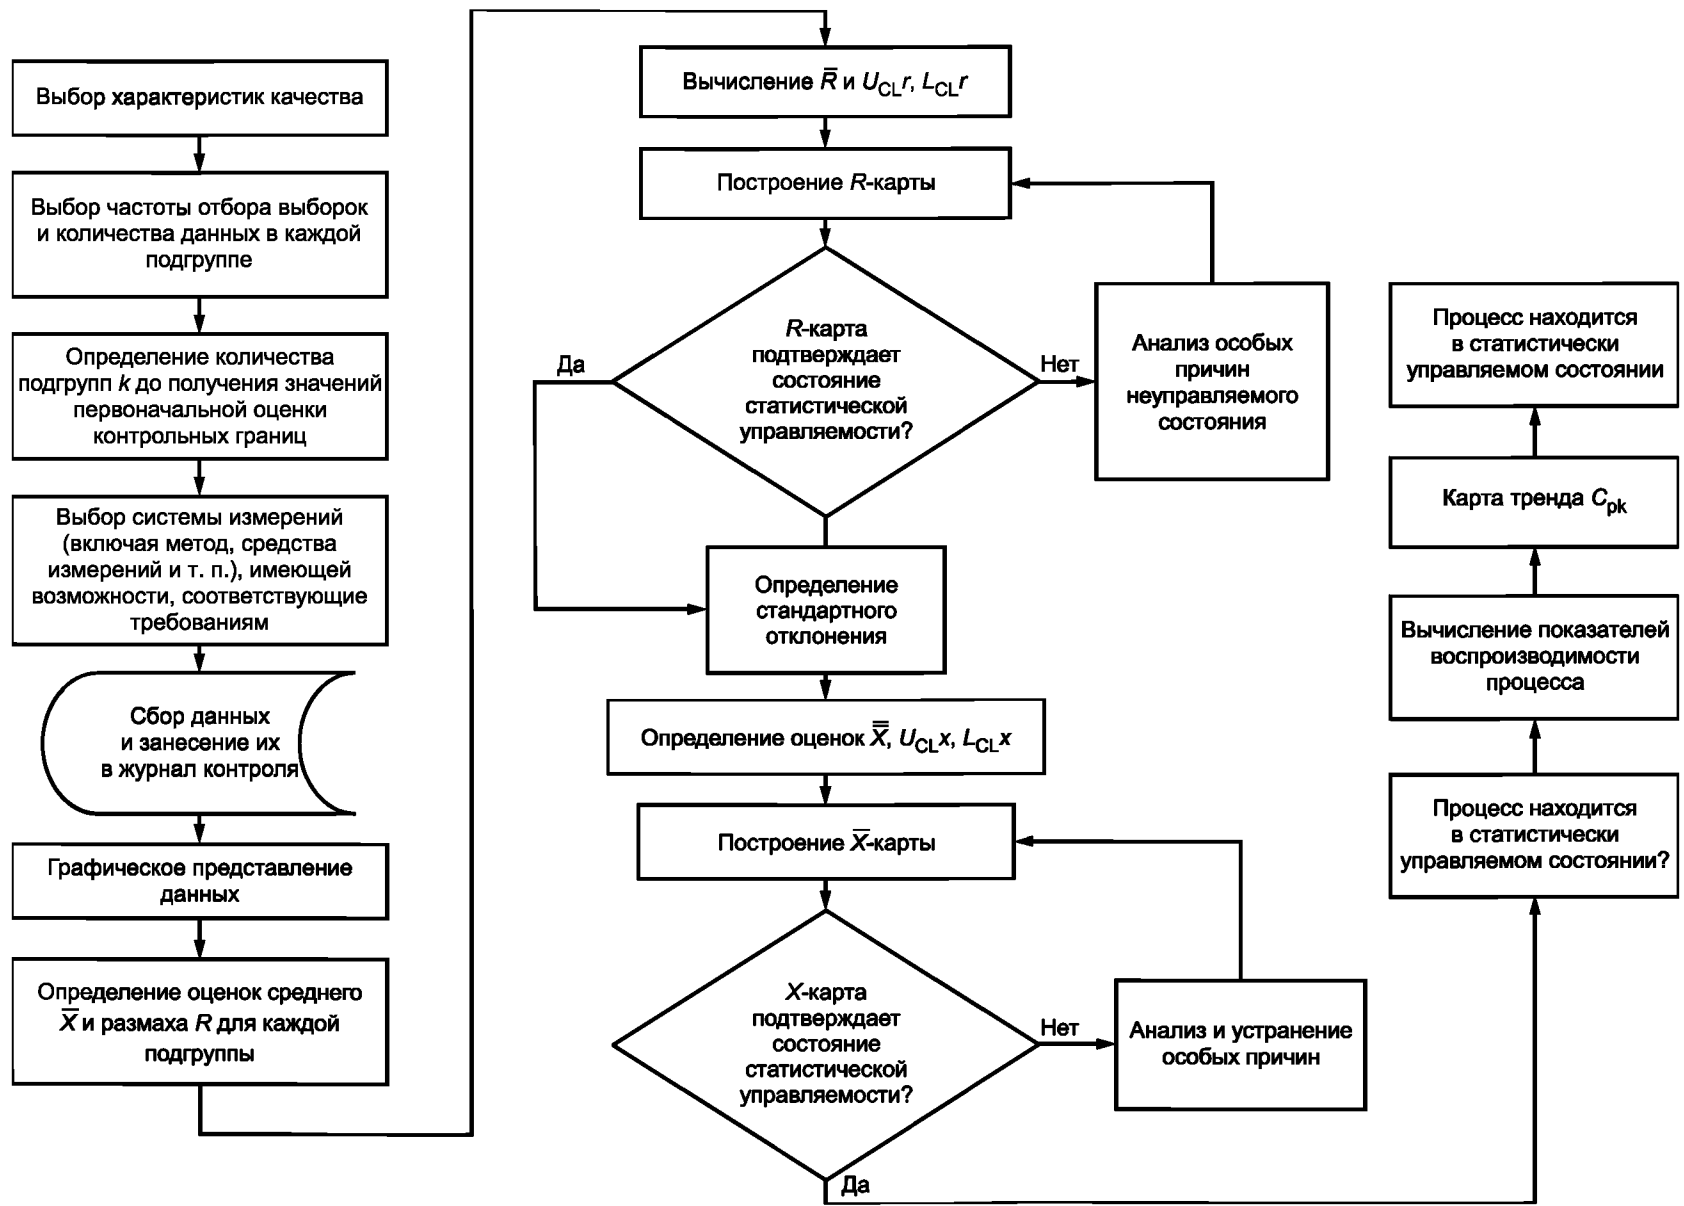 Выбор характеристик качества
Выбор частоты отбора выборок
и количества данных в каждой
подгруппе
Определение количества
подгрупп k до получения значений
первоначальной оценки
контрольных границ
Выбор системы измерений
(включая метод, средства
измерений и т. п.), имеющей
возможности, соответствующие
требованиям
Сбор данных
и занесение их
в журнал контроля
Графическое представление
данных
Определение оценок среднего
X̅ и размаха R для каждой
подгруппы
Вычисление R̅ и U_CL r, L_CL r
Построение R-карты
R-карта
подтверждает
состояние
статистической
управляемости?
Да
Нет
Анализ особых
причин
неуправляемого
состояния
Определение
стандартного
отклонения
Определение оценок X̿, U_CL x, L_CL x
Построение X̅-карты
X-карта
подтверждает
состояние
статистической
управляемости?
Нет
Да
Анализ и устранение
особых причин
Процесс находится
в статистически
управляемом состоянии
Карта тренда C_pk
Вычисление показателей
воспроизводимости
процесса
Процесс находится
в статистически
управляемом состоянии?